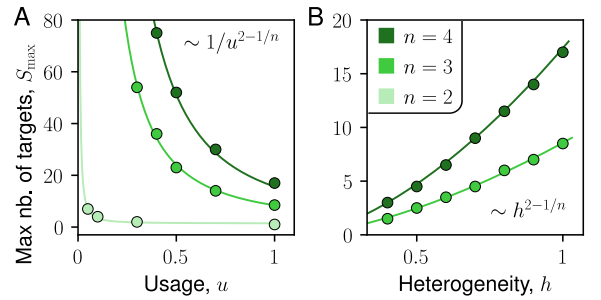 A
Max nb. of targets, S_max
80
60
40
20
0
∼ 1/u^{2−1/n}
0
0.5
1
Usage, u
B
20
15
10
5
0
n = 4
n = 3
n = 2
∼ h^{2−1/n}
0.5
1
Heterogeneity, h